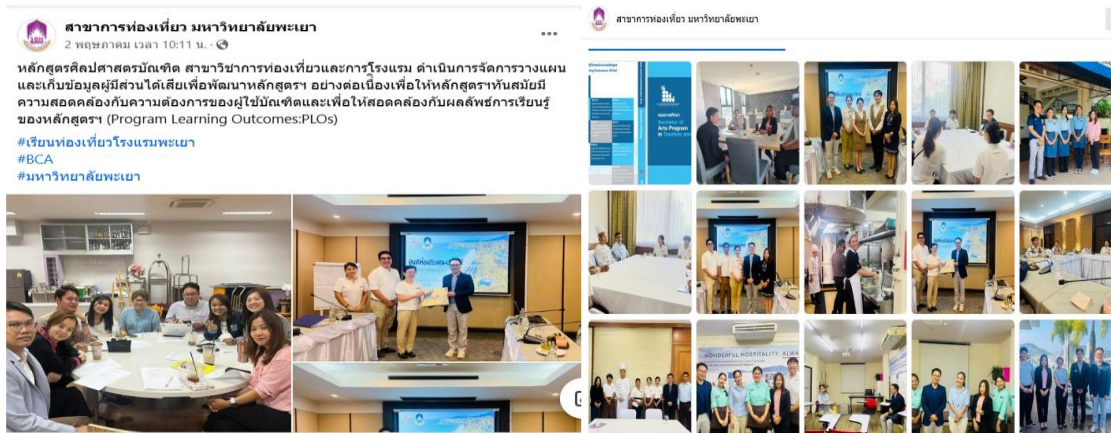 สาขาการท่องเที่ยว มหาวิทยาลัยพะเยา
2 พฤษภาคม เวลา 10:11 น. ·
หลักสูตรศิลปศาสตรบัณฑิต สาขาวิชาการท่องเที่ยวและการโรงแรม ดำเนินการจัดการวางแผน
และเก็บข้อมูลผู้มีส่วนได้เสียเพื่อพัฒนาหลักสูตรฯ อย่างต่อเนื่องเพื่อให้หลักสูตรฯทันสมัยมี
ความสอดคล้องกับความต้องการของผู้ใช้บัณฑิตและเพื่อให้สอดคล้องกับผลลัพธ์การเรียนรู้
ของหลักสูตรฯ (Program Learning Outcomes:PLOs)
#เรียนท่องเที่ยวโรงแรมพะเยา
#BCA
#มหาวิทยาลัยพะเยา
สาขาการท่องเที่ยว มหาวิทยาลัยพะเยา
Bachelor of
Arts Program
in Tourism and
WONDERFUL HOSPITALITY, ALWA